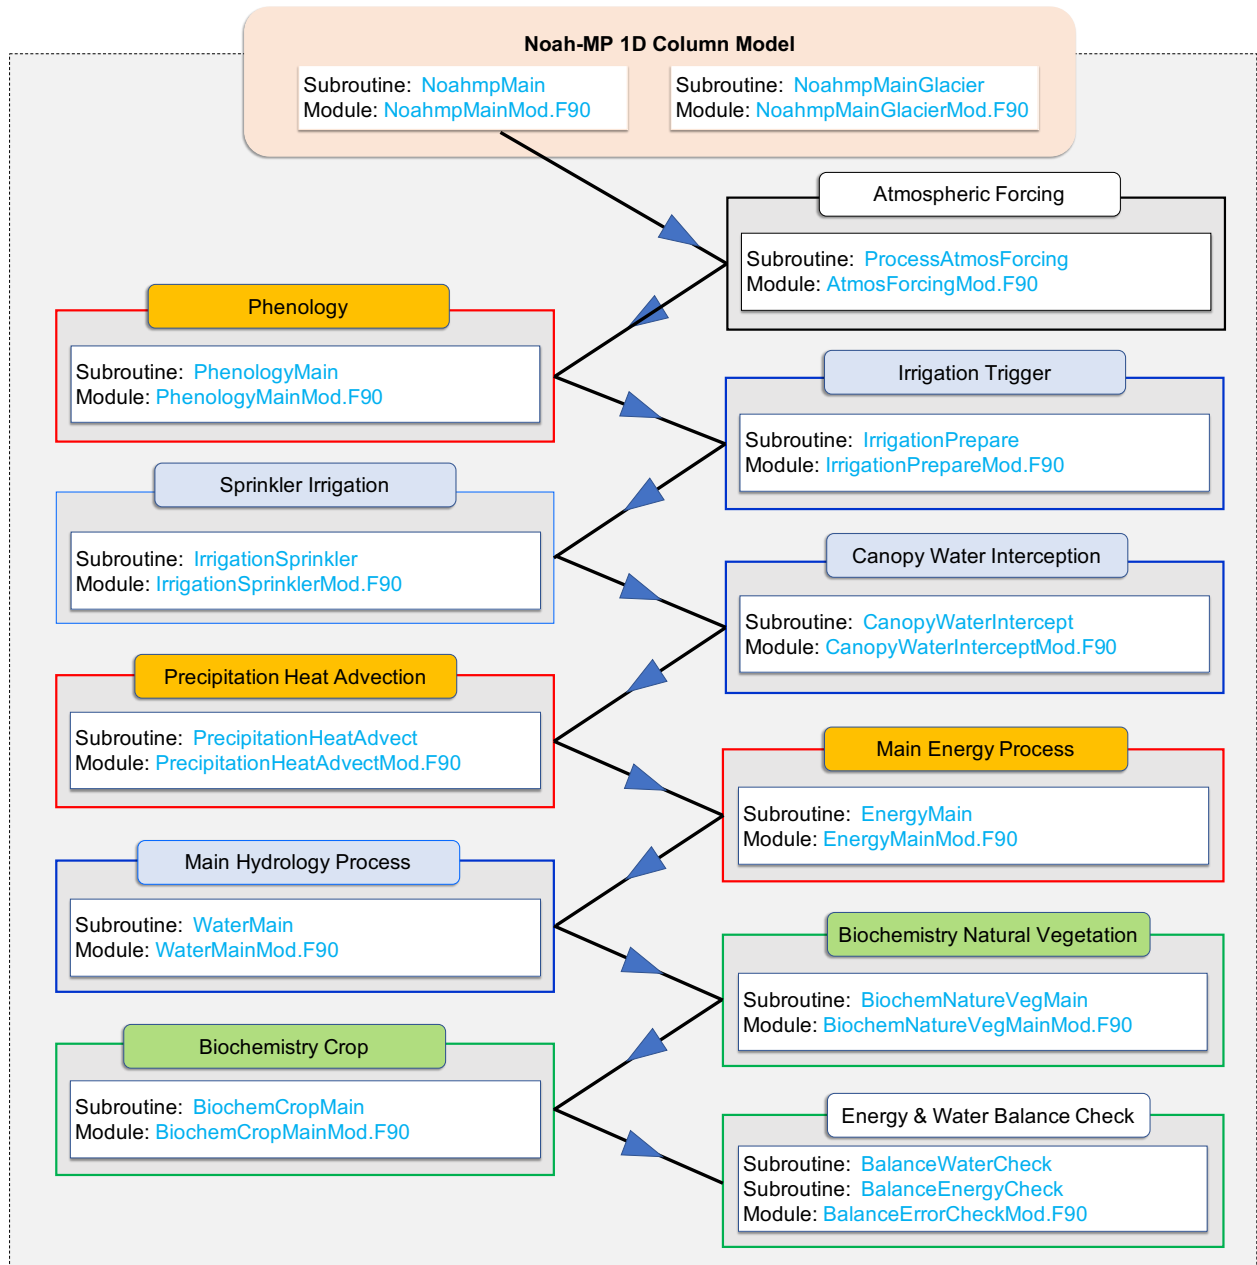 Noah-MP 1D Column Model
Subroutine: NoahmpMain
Module: NoahmpMainMod.F90
Subroutine: NoahmpMainGlacier
Module: NoahmpMainGlacierMod.F90
Atmospheric Forcing
Subroutine: ProcessAtmosForcing
Module: AtmosForcingMod.F90
Phenology
Subroutine: PhenologyMain
Module: PhenologyMainMod.F90
Irrigation Trigger
Subroutine: IrrigationPrepare
Module: IrrigationPrepareMod.F90
Sprinkler Irrigation
Subroutine: IrrigationSprinkler
Module: IrrigationSprinklerMod.F90
Canopy Water Interception
Subroutine: CanopyWaterIntercept
Module: CanopyWaterInterceptMod.F90
Precipitation Heat Advection
Subroutine: PrecipitationHeatAdvect
Module: PrecipitationHeatAdvectMod.F90
Main Energy Process
Subroutine: EnergyMain
Module: EnergyMainMod.F90
Main Hydrology Process
Subroutine: WaterMain
Module: WaterMainMod.F90
Biochemistry Natural Vegetation
Subroutine: BiochemNatureVegMain
Module: BiochemNatureVegMainMod.F90
Biochemistry Crop
Subroutine: BiochemCropMain
Module: BiochemCropMainMod.F90
Energy & Water Balance Check
Subroutine: BalanceWaterCheck
Subroutine: BalanceEnergyCheck
Module: BalanceErrorCheckMod.F90